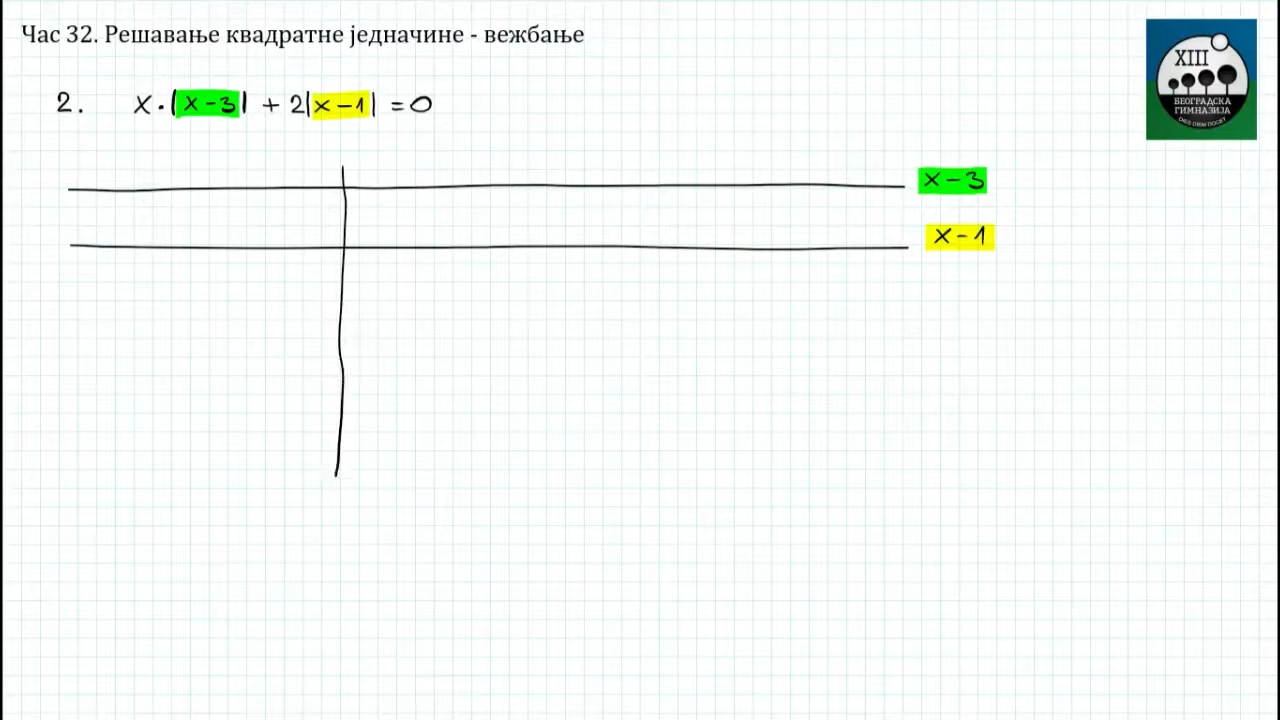 Час 32. Решавање квадратне једначине - вежбање
XIII
БЕОГРАДСКА
ГИМНАЗИЈА
2. x·|x-3| + 2|x-1| = 0
x-3
x-1